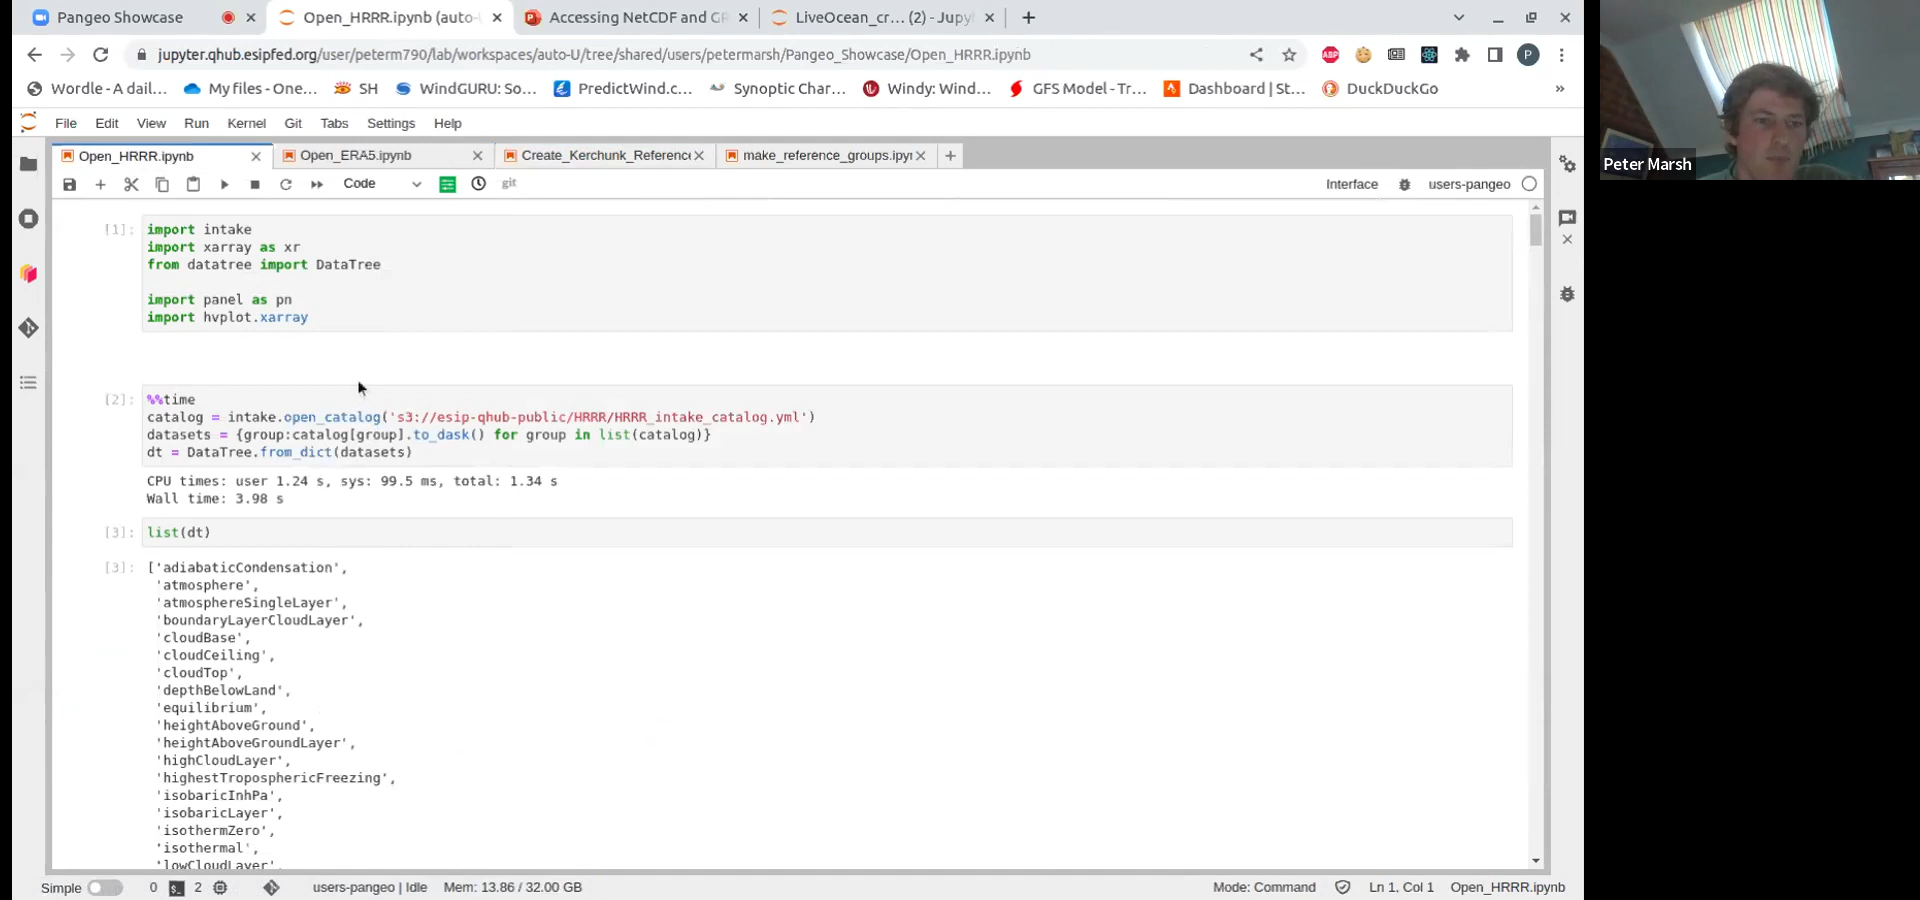 Pangeo Showcase
Open_HRRR.ipynb (auto-
Accessing NetCDF and GR
LiveOcean_cr… (2) - Jupyt
jupyter.qhub.esipfed.org/user/peterm790/lab/workspaces/auto-U/tree/shared/users/petermarsh/Pangeo_Showcase/Open_HRRR.ipynb
ABP
P
Wordle - A dail...
My files - One...
SH
WindGURU: So...
PredictWind.c...
Synoptic Char...
Windy: Wind...
GFS Model - Tr...
Dashboard | St...
DuckDuckGo
»
File Edit View Run Kernel Git Tabs Settings Help
Open_HRRR.ipynb
Open_ERA5.ipynb
Create_Kerchunk_Reference
make_reference_groups.ipyn
Code
git
Interface
users-pangeo
[1]:
import intake
import xarray as xr
from datatree import DataTree
import panel as pn
import hvplot.xarray
[2]:
%%time
catalog = intake.open_catalog('s3://esip-qhub-public/HRRR/HRRR_intake_catalog.yml')
datasets = {group:catalog[group].to_dask() for group in list(catalog)}
dt = DataTree.from_dict(datasets)
CPU times: user 1.24 s, sys: 99.5 ms, total: 1.34 s
Wall time: 3.98 s
[3]:
list(dt)
[3]:
['adiabaticCondensation',
'atmosphere',
'atmosphereSingleLayer',
'boundaryLayerCloudLayer',
'cloudBase',
'cloudCeiling',
'cloudTop',
'depthBelowLand',
'equilibrium',
'heightAboveGround',
'heightAboveGroundLayer',
'highCloudLayer',
'highestTroposphericFreezing',
'isobaricInhPa',
'isobaricLayer',
'isothermZero',
'isothermal',
'lowCloudLayer',
Simple
0
2
users-pangeo | Idle
Mem: 13.86 / 32.00 GB
Mode: Command
Ln 1, Col 1
Open_HRRR.ipynb
Peter Marsh